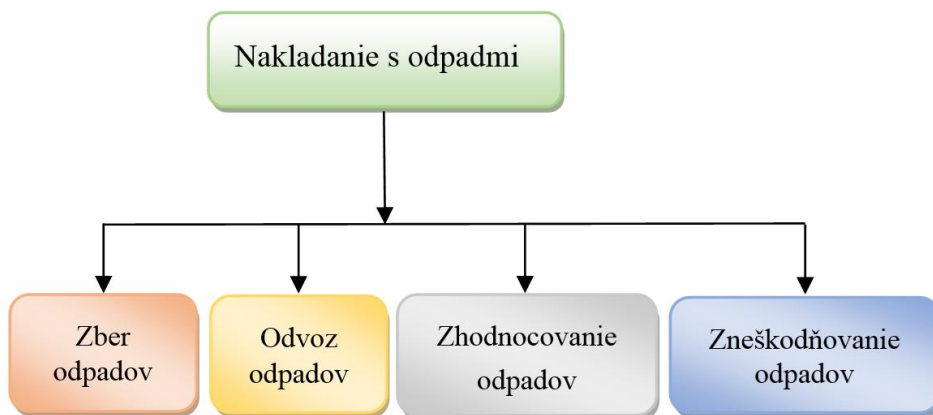 Nakladanie s odpadmi
Zber
odpadov
Odvoz
odpadov
Zhodnocovanie
odpadov
Zneškodňovanie
odpadov